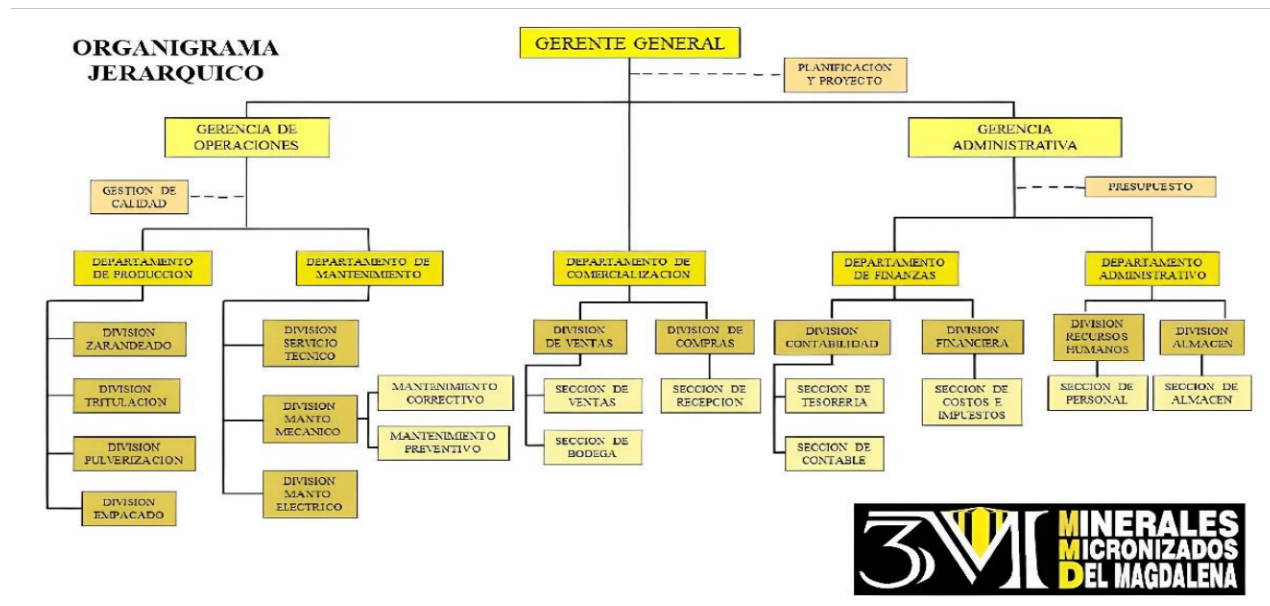 ORGANIGRAMA
JERARQUICO
GERENTE GENERAL
PLANIFICACION
Y PROYECTO
GERENCIA DE
OPERACIONES
GERENCIA
ADMINISTRATIVA
GESTION DE
CALIDAD
PRESUPUESTO
DEPARTAMENTO
DE PRODUCCION
DEPARTAMENTO DE
MANTENIMIENTO
DEPARTAMENTO DE
COMERCIALIZACION
DEPARTAMENTO
DE FINANZAS
DEPARTAMENTO
ADMINISTRATIVO
DIVISION
ZARANDEADO
DIVISION
TRITULACION
DIVISION
PULVERIZACION
DIVISION
EMPACADO
DIVISION
SERVICIO
TECNICO
DIVISION
MANTO
MECANICO
MANTENIMIENTO
CORRECTIVO
MANTENIMIENTO
PREVENTIVO
DIVISION
MANTO
ELECTRICO
DIVISION
DE VENTAS
SECCION DE
VENTAS
SECCION DE
BODEGA
DIVISION DE
COMPRAS
SECCION DE
RECEPCION
DIVISION
CONTABILIDAD
SECCION DE
TESORERIA
SECCION DE
CONTABLE
DIVISION
FINANCIERA
SECCION DE
COSTOS E
IMPUESTOS
DIVISION
RECURSOS
HUMANOS
SECCION DE
PERSONAL
DIVISION
ALMACEN
SECCION DE
ALMACEN
3M
MINERALES
MICRONIZADOS
DEL MAGDALENA